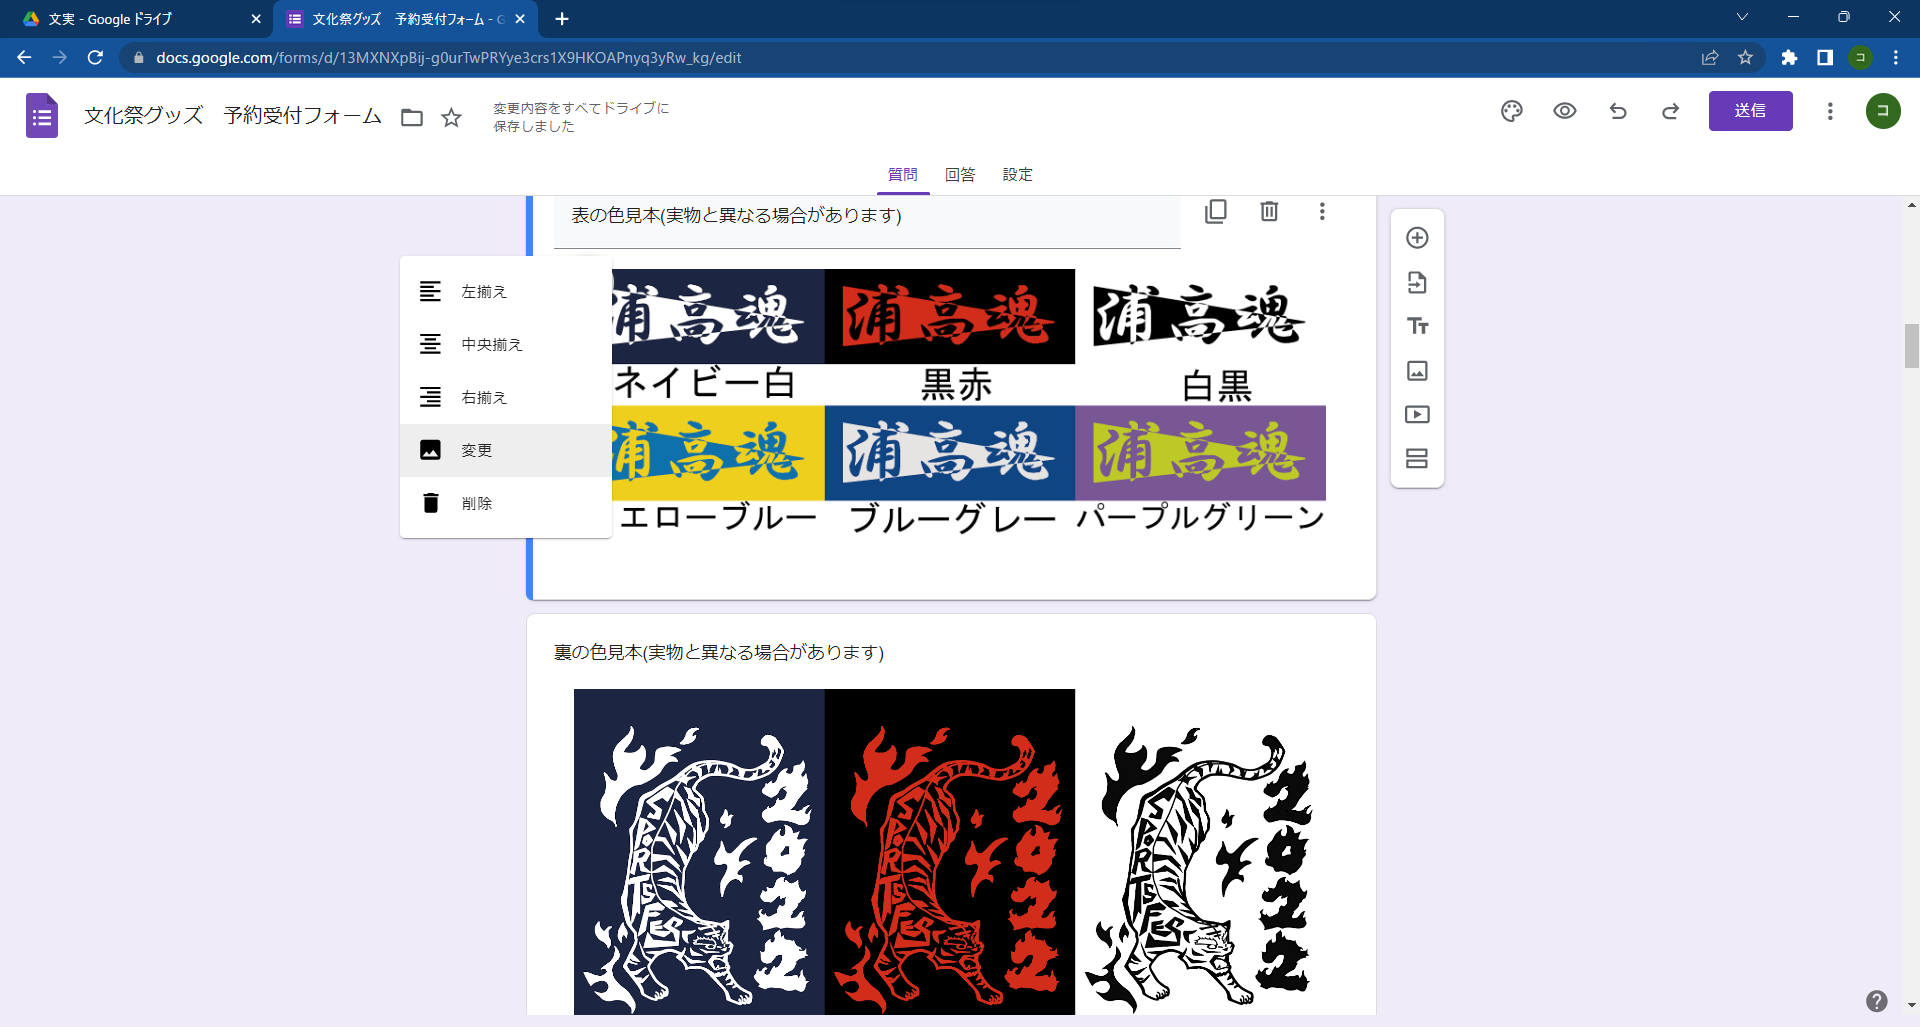 文実 - Google ドライブ
文化祭グッズ　予約受付フォーム - G
docs.google.com/forms/d/13MXNXpBij-g0urTwPRYye3crs1X9HKOAPnyq3yRw_kg/edit
文化祭グッズ　予約受付フォーム
変更内容をすべてドライブに
保存しました
送信
コ
質問
回答
設定
表の色見本(実物と異なる場合があります)
左揃え
中央揃え
右揃え
変更
削除
浦高魂
浦高魂
浦高魂
ネイビー白
黒赤
白黒
浦高魂
浦高魂
浦高魂
エローブルー
ブルーグレー
パープルグリーン
裏の色見本(実物と異なる場合があります)
SPORTSFES
2022
SPORTSFES
2022
SPORTSFES
2022